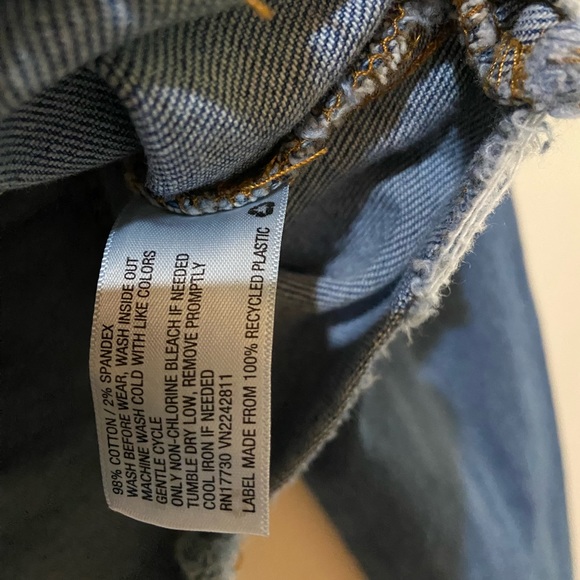 98% COTTON / 2% SPANDEX
WASH BEFORE WEAR, WASH INSIDE OUT
MACHINE WASH COLD WITH LIKE COLORS
GENTLE CYCLE
ONLY NON-CHLORINE BLEACH IF NEEDED
TUMBLE DRY LOW, REMOVE PROMPTLY
COOL IRON IF NEEDED
RN17730 VN2242811
LABEL MADE FROM 100% RECYCLED PLASTIC